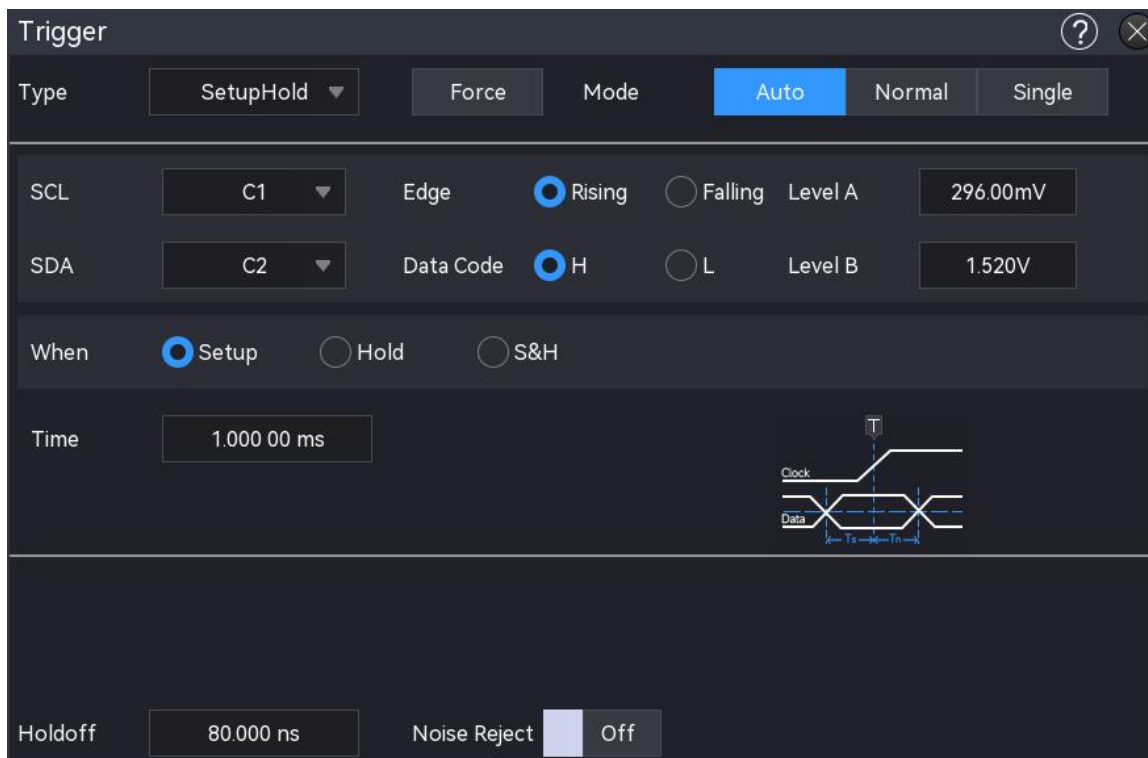 Trigger ?
Type SetupHold Force Mode Auto Normal Single
SCL C1 Edge Rising Falling Level A 296.00mV
SDA C2 Data Code H L Level B 1.520V
When Setup Hold S&H
Time 1.000 00 ms
T
Clock
Data
Ts Tn
Holdoff 80.000 ns Noise Reject Off